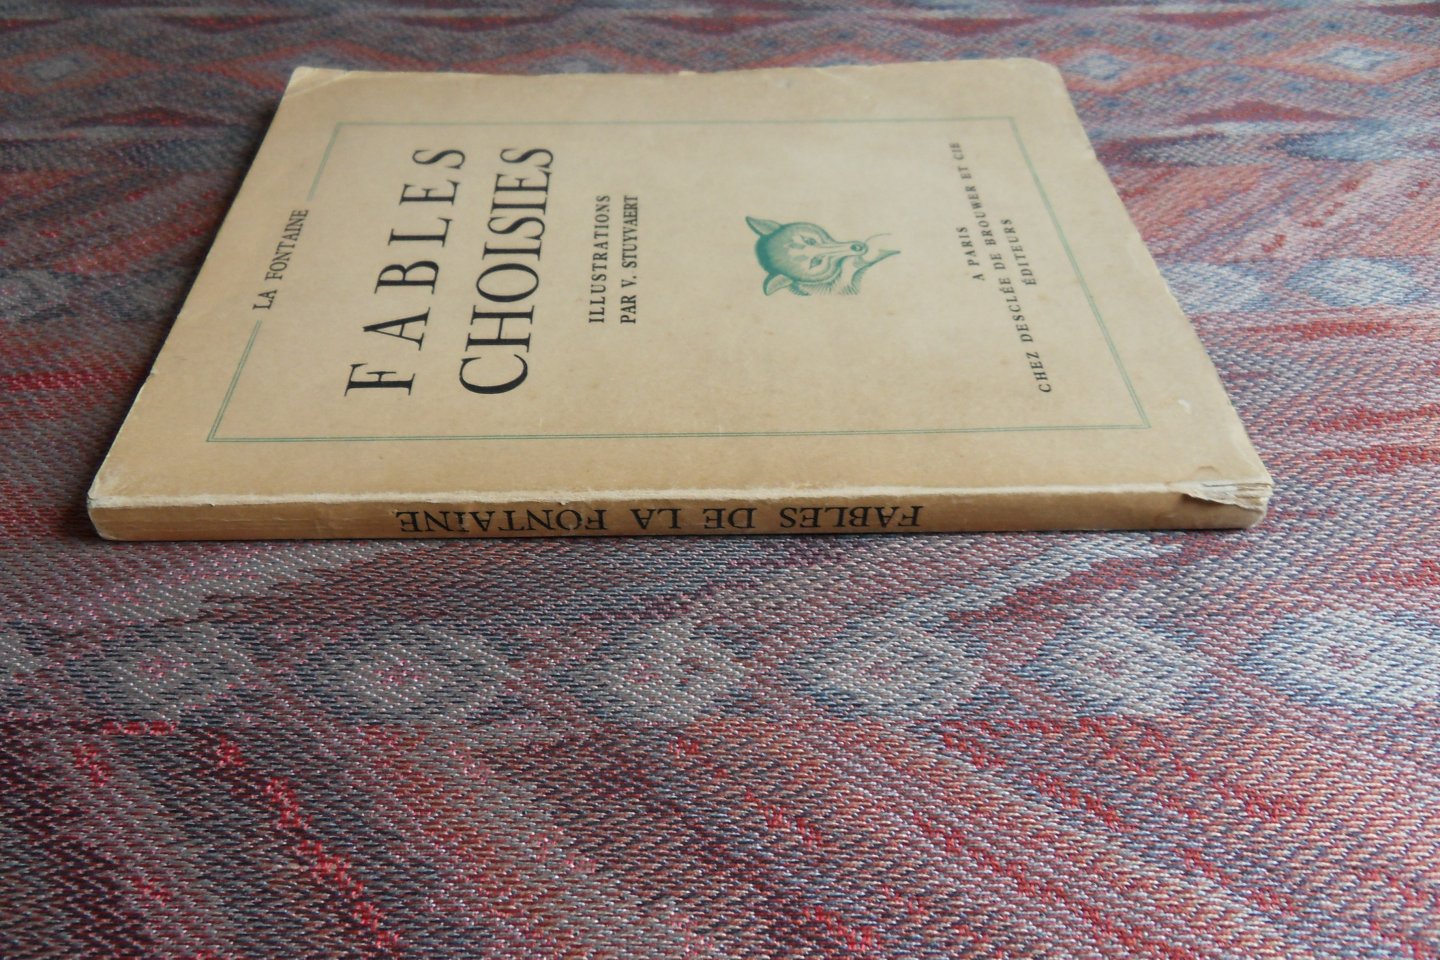 LA FONTAINE
FABLES
CHOISIES
ILLUSTRATIONS
PAR V. STUYVAERT
A PARIS
CHEZ DESCLÉE DE BROUWER ET CIE
ÉDITEURS
FABLES DE LA FONTAINE